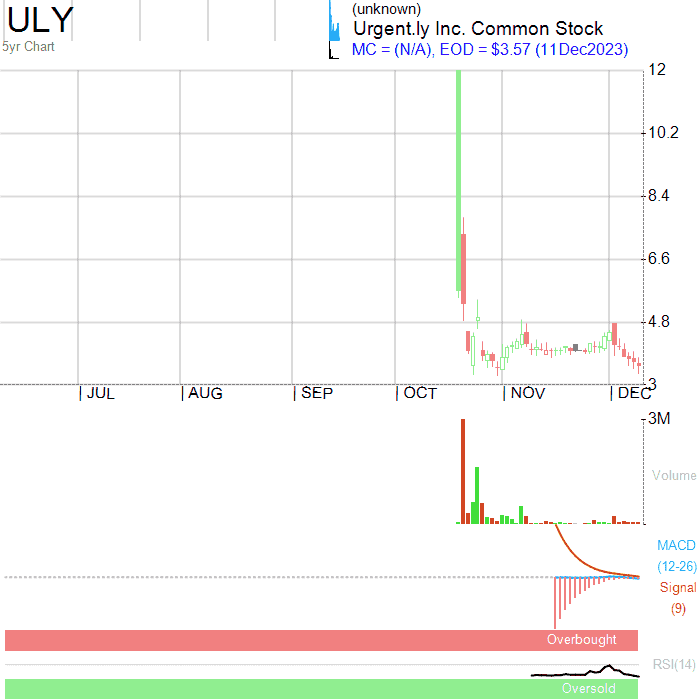 ULY
5yr Chart
(unknown)
Urgent.ly Inc. Common Stock
MC = (N/A), EOD = $3.57 (11Dec2023)
12
10.2
8.4
6.6
4.8
3
JUL AUG SEP OCT NOV DEC
3M
Volume
MACD
(12-26)
Signal
(9)
Overbought
RSI(14)
Oversold